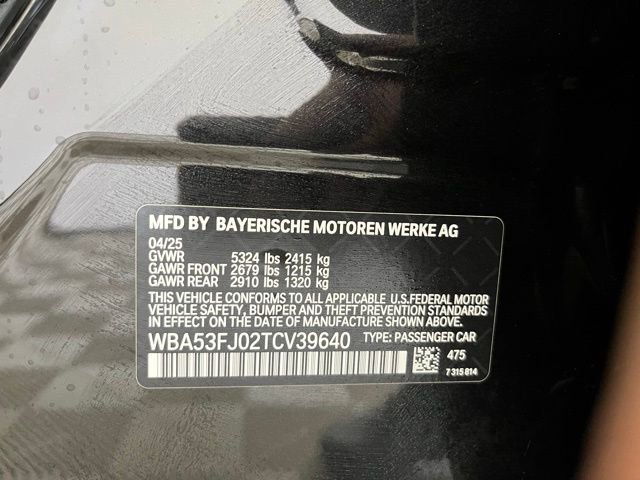 MFD BY BAYERISCHE MOTOREN WERKE AG
04/25
GVWR 5324 lbs 2415 kg
GAWR FRONT 2679 lbs 1215 kg
GAWR REAR 2910 lbs 1320 kg
THIS VEHICLE CONFORMS TO ALL APPLICABLE U.S.FEDERAL MOTOR
VEHICLE SAFETY, BUMPER AND THEFT PREVENTION STANDARDS
IN EFFECT ON THE DATE OF MANUFACTURE SHOWN ABOVE.
WBA53FJ02TCV39640 TYPE: PASSENGER CAR
475
7 315 814